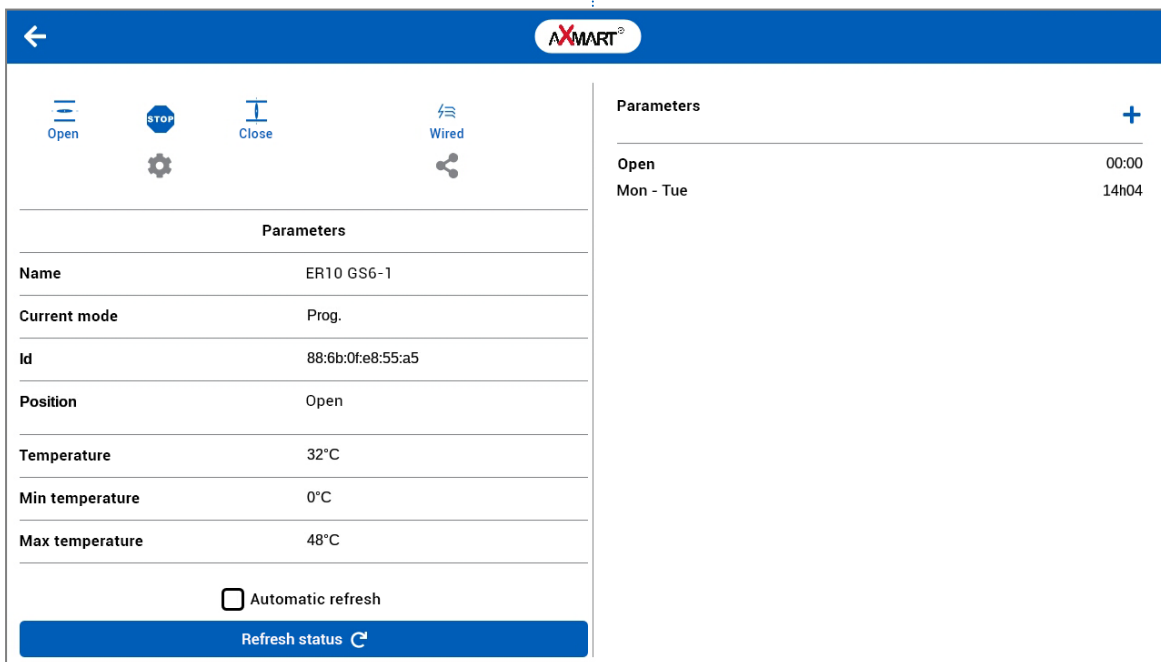 AXMART®
Open
STOP
Close
Wired
Parameters
Name ER10 GS6-1
Current mode Prog.
Id 88:6b:0f:e8:55:a5
Position Open
Temperature 32°C
Min temperature 0°C
Max temperature 48°C
Automatic refresh
Refresh status
Parameters +
Open 00:00
Mon - Tue 14h04